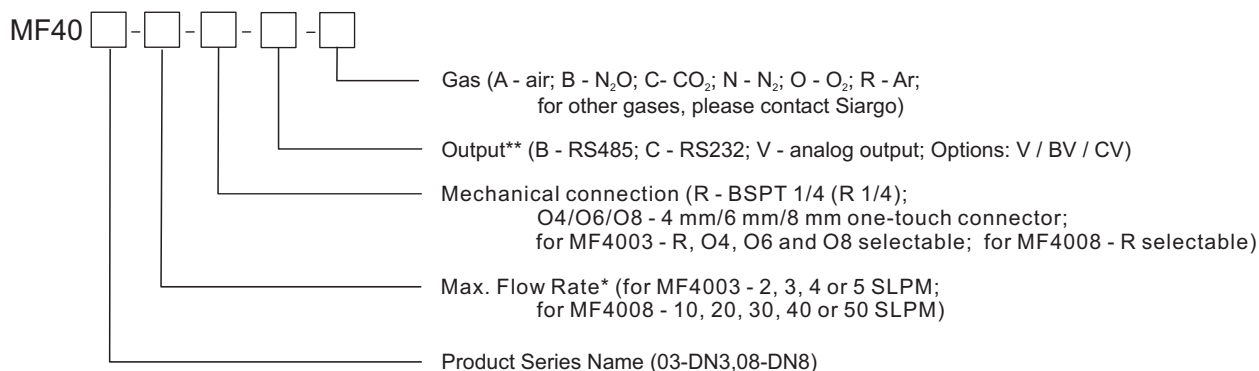 MF40 - - - -
Gas (A - air; B - N₂O; C- CO₂; N - N₂; O - O₂; R - Ar;
for other gases, please contact Siargo)
Output** (B - RS485; C - RS232; V - analog output; Options: V / BV / CV)
Mechanical connection (R - BSPT 1/4 (R 1/4);
O4/O6/O8 - 4 mm/6 mm/8 mm one-touch connector;
for MF4003 - R, O4, O6 and O8 selectable; for MF4008 - R selectable)
Max. Flow Rate* (for MF4003 - 2, 3, 4 or 5 SLPM;
for MF4008 - 10, 20, 30, 40 or 50 SLPM)
Product Series Name (03-DN3,08-DN8)